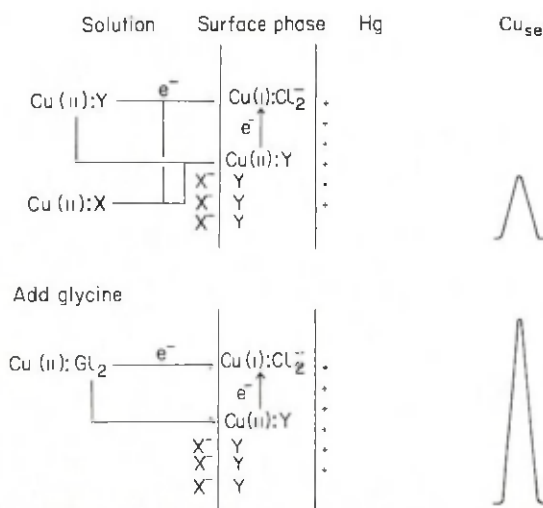 Solution Surface phase Hg Cu_se
Cu (II):Y e⁻ Cu(I):Cl₂⁻ +
e⁻ +
+
Cu(II):Y +
X⁻ Y +
Cu(II):X X⁻ Y +
X⁻ Y
Add glycine
Cu (II):Gl₂ e⁻ Cu(I):Cl₂⁻ +
e⁻ +
+
Cu(II):Y +
X⁻ Y +
X⁻ Y +
X⁻ Y